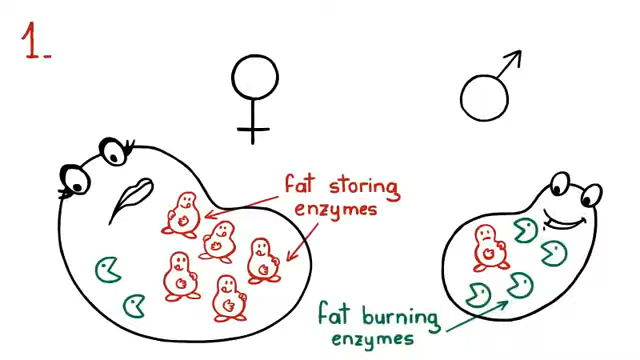 1.
fat storing
enzymes
fat burning
enzymes